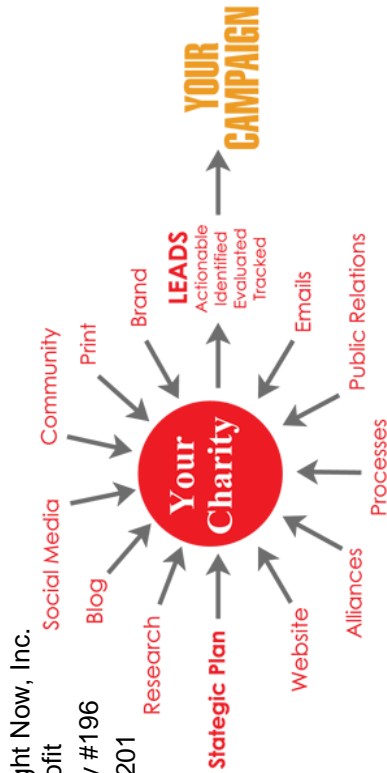 ght Now, Inc.
ofit
y #196
201
Social Media
Community
Print
Brand
Blog
Research
Stategic Plan
Website
Alliances
Processes
Public Relations
Emails
Your
Charity
LEADS
Actionable
Identified
Evaluated
Tracked
YOUR
CAMPAIGN